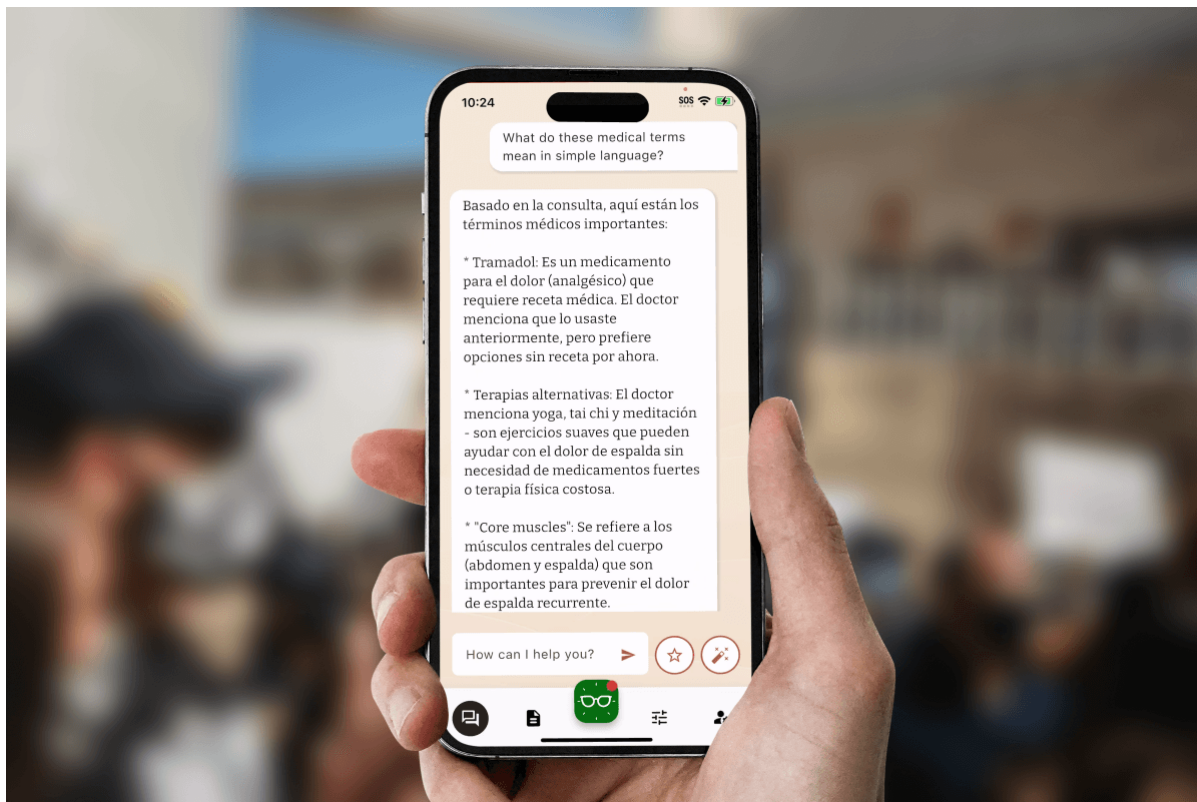 10:24
SOS
What do these medical terms
mean in simple language?
Basado en la consulta, aquí están los
términos médicos importantes:
* Tramadol: Es un medicamento
para el dolor (analgésico) que
requiere receta médica. El doctor
menciona que lo usaste
anteriormente, pero prefiere
opciones sin receta por ahora.
* Terapias alternativas: El doctor
menciona yoga, tai chi y meditación
- son ejercicios suaves que pueden
ayudar con el dolor de espalda sin
necesidad de medicamentos fuertes
o terapia física costosa.
* "Core muscles": Se refiere a los
músculos centrales del cuerpo
(abdomen y espalda) que son
importantes para prevenir el dolor
de espalda recurrente.
How can I help you?